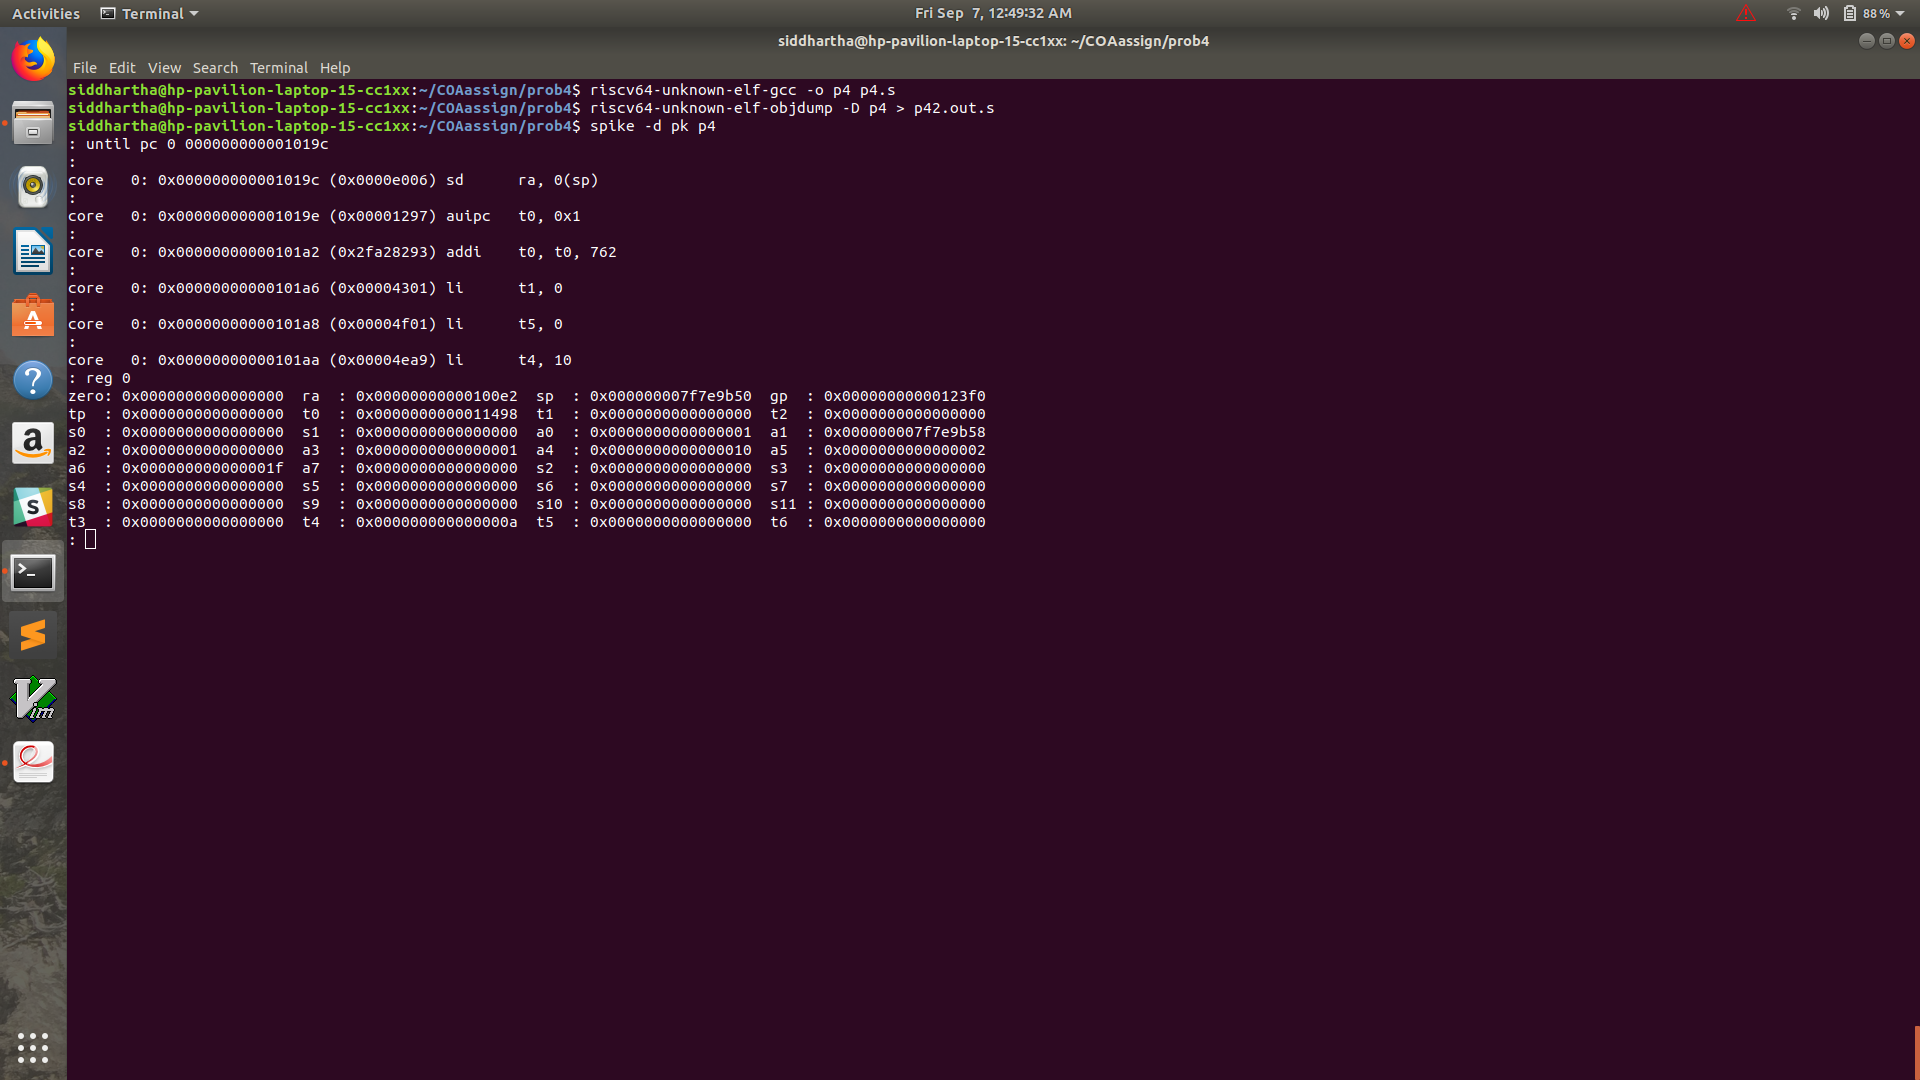 Activities Terminal Fri Sep 7, 12:49:32 AM 88%
siddhartha@hp-pavilion-laptop-15-cc1xx: ~/COAassign/prob4
File Edit View Search Terminal Help
siddhartha@hp-pavilion-laptop-15-cc1xx:~/COAassign/prob4$ riscv64-unknown-elf-gcc -o p4 p4.s
siddhartha@hp-pavilion-laptop-15-cc1xx:~/COAassign/prob4$ riscv64-unknown-elf-objdump -D p4 > p42.out.s
siddhartha@hp-pavilion-laptop-15-cc1xx:~/COAassign/prob4$ spike -d pk p4
: until pc 0 000000000001019c
:
core   0: 0x000000000001019c (0x0000e006) sd      ra, 0(sp)
:
core   0: 0x000000000001019e (0x00001297) auipc   t0, 0x1
:
core   0: 0x00000000000101a2 (0x2fa28293) addi    t0, t0, 762
:
core   0: 0x00000000000101a6 (0x00004301) li      t1, 0
:
core   0: 0x00000000000101a8 (0x00004f01) li      t5, 0
:
core   0: 0x00000000000101aa (0x00004ea9) li      t4, 10
: reg 0
zero: 0x0000000000000000  ra  : 0x00000000000100e2  sp  : 0x000000007f7e9b50  gp  : 0x00000000000123f0
tp  : 0x0000000000000000  t0  : 0x0000000000011498  t1  : 0x0000000000000000  t2  : 0x0000000000000000
s0  : 0x0000000000000000  s1  : 0x0000000000000000  a0  : 0x0000000000000001  a1  : 0x000000007f7e9b58
a2  : 0x0000000000000000  a3  : 0x0000000000000001  a4  : 0x0000000000000010  a5  : 0x0000000000000002
a6  : 0x000000000000001f  a7  : 0x0000000000000000  s2  : 0x0000000000000000  s3  : 0x0000000000000000
s4  : 0x0000000000000000  s5  : 0x0000000000000000  s6  : 0x0000000000000000  s7  : 0x0000000000000000
s8  : 0x0000000000000000  s9  : 0x0000000000000000  s10 : 0x0000000000000000  s11 : 0x0000000000000000
t3  : 0x0000000000000000  t4  : 0x000000000000000a  t5  : 0x0000000000000000  t6  : 0x0000000000000000
: